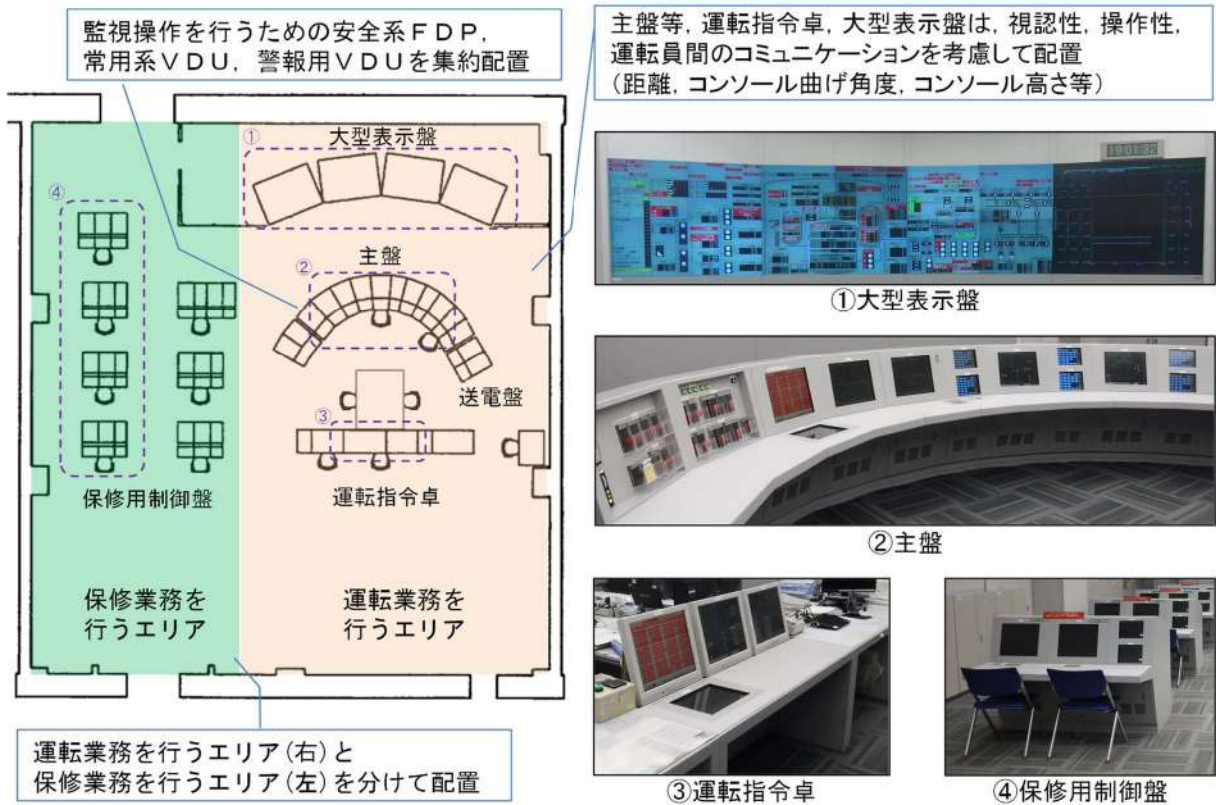 監視操作を行うための安全系ＦＤＰ，
常用系ＶＤＵ，警報用ＶＤＵを集約配置
主盤等，運転指令卓，大型表示盤は，視認性，操作性，
運転員間のコミュニケーションを考慮して配置
（距離，コンソール曲げ角度，コンソール高さ等）
①
大型表示盤
④
②
主盤
送電盤
③
保修用制御盤
運転指令卓
保修業務を
行うエリア
運転業務を
行うエリア
運転業務を行うエリア（右）と
保修業務を行うエリア（左）を分けて配置
①大型表示盤
②主盤
③運転指令卓
④保修用制御盤